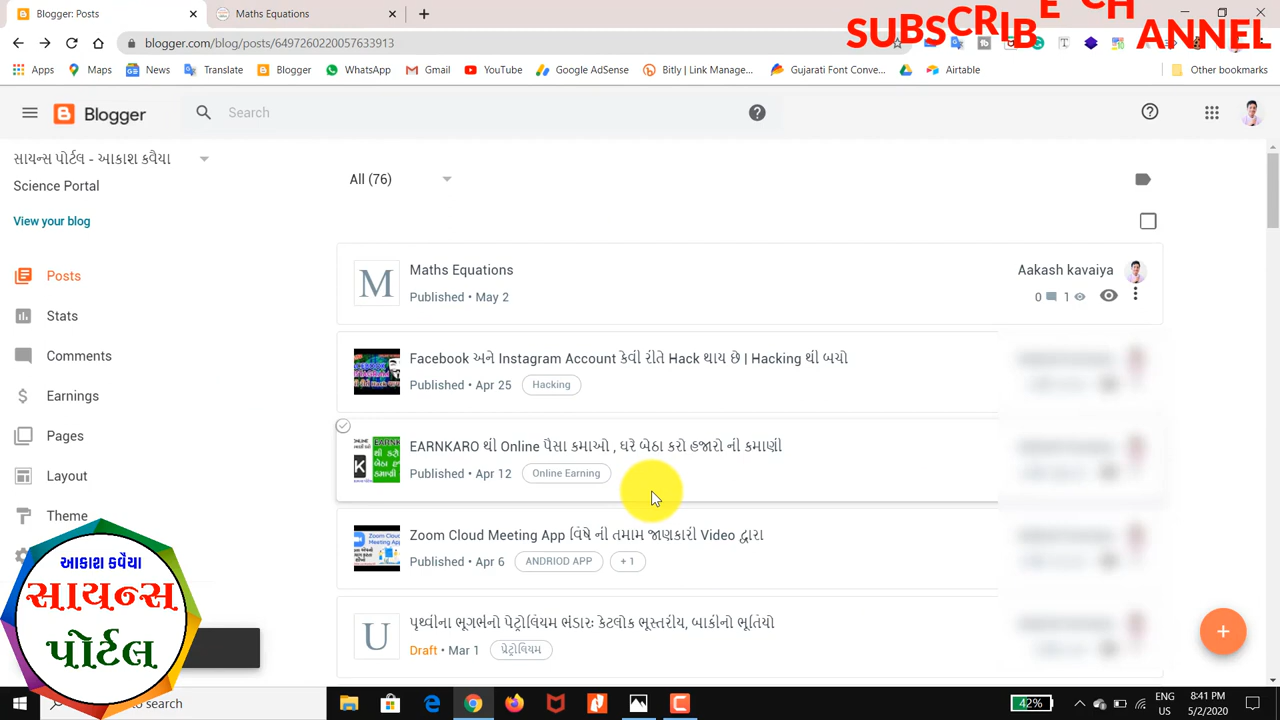 Blogger: Posts
Maths Equations
SUBSCRIB E CH ANNEL
blogger.com/blog/posts/6497260220057633913
Apps
Maps
News
Translate
Blogger
WhatsApp
Gmail
YouTube
Google AdSense
Bitly | Link Manage...
Gujarati Font Conve...
Airtable
Other bookmarks
Blogger
Search
સાયન્સ પોર્ટલ - આકાશ કવૈયા
Science Portal
View your blog
Posts
Stats
Comments
Earnings
Pages
Layout
Theme
All (76)
M
Maths Equations
Published • May 2
Aakash kavaiya
0 1
Facebook અને Instagram Account કેવી રીતે Hack થાય છે | Hacking થી બચો
Published • Apr 25 Hacking
EARNKARO થી Online પૈસા કમાઓ , ઘરે બેઠા કરો હજારો ની કમાણી
Published • Apr 12 Online Earning
Zoom Cloud Meeting App વિષે ની તમામ જાણકારી Video દ્વારા
Published • Apr 6 ANDRIOD APP + 1
U
પૃથ્વીના ભૂગર્ભનો પેટ્રોલિયમ ભંડારઃ કેટલોક ભૂસ્તરીય, બાકીનો ભૂતિયો
Draft • Mar 1 પેટ્રોલિયમ
આકાશ કવૈયા
સાયન્સ
પોર્ટલ
to search
42%
ENG
US
8:41 PM
5/2/2020